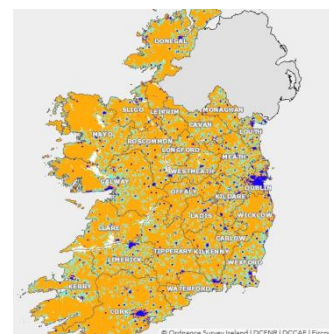 DONEGAL
SLIGO LEITRIM MONAGHAN
CAVAN LOUTH
MAYO
ROSCOMMON
LONGFORD MEATH
WESTMEATH
GALWAY DUBLIN
OFFALY KILDARE
LAOIS WICKLOW
CLARE
CARLOW
TIPPERARY KILKENNY
LIMERICK WEXFORD
KERRY WATERFORD
CORK
© Ordnance Survey Ireland | DCENR | DCCAE | Eircode